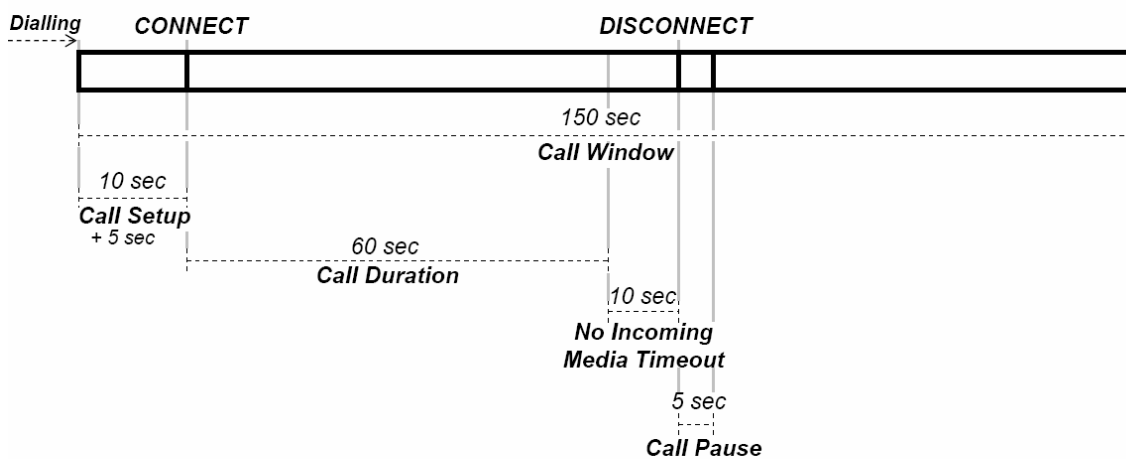 Dialling
CONNECT
DISCONNECT
150 sec
Call Window
10 sec
Call Setup
+ 5 sec
60 sec
Call Duration
10 sec
No Incoming
Media Timeout
5 sec
Call Pause